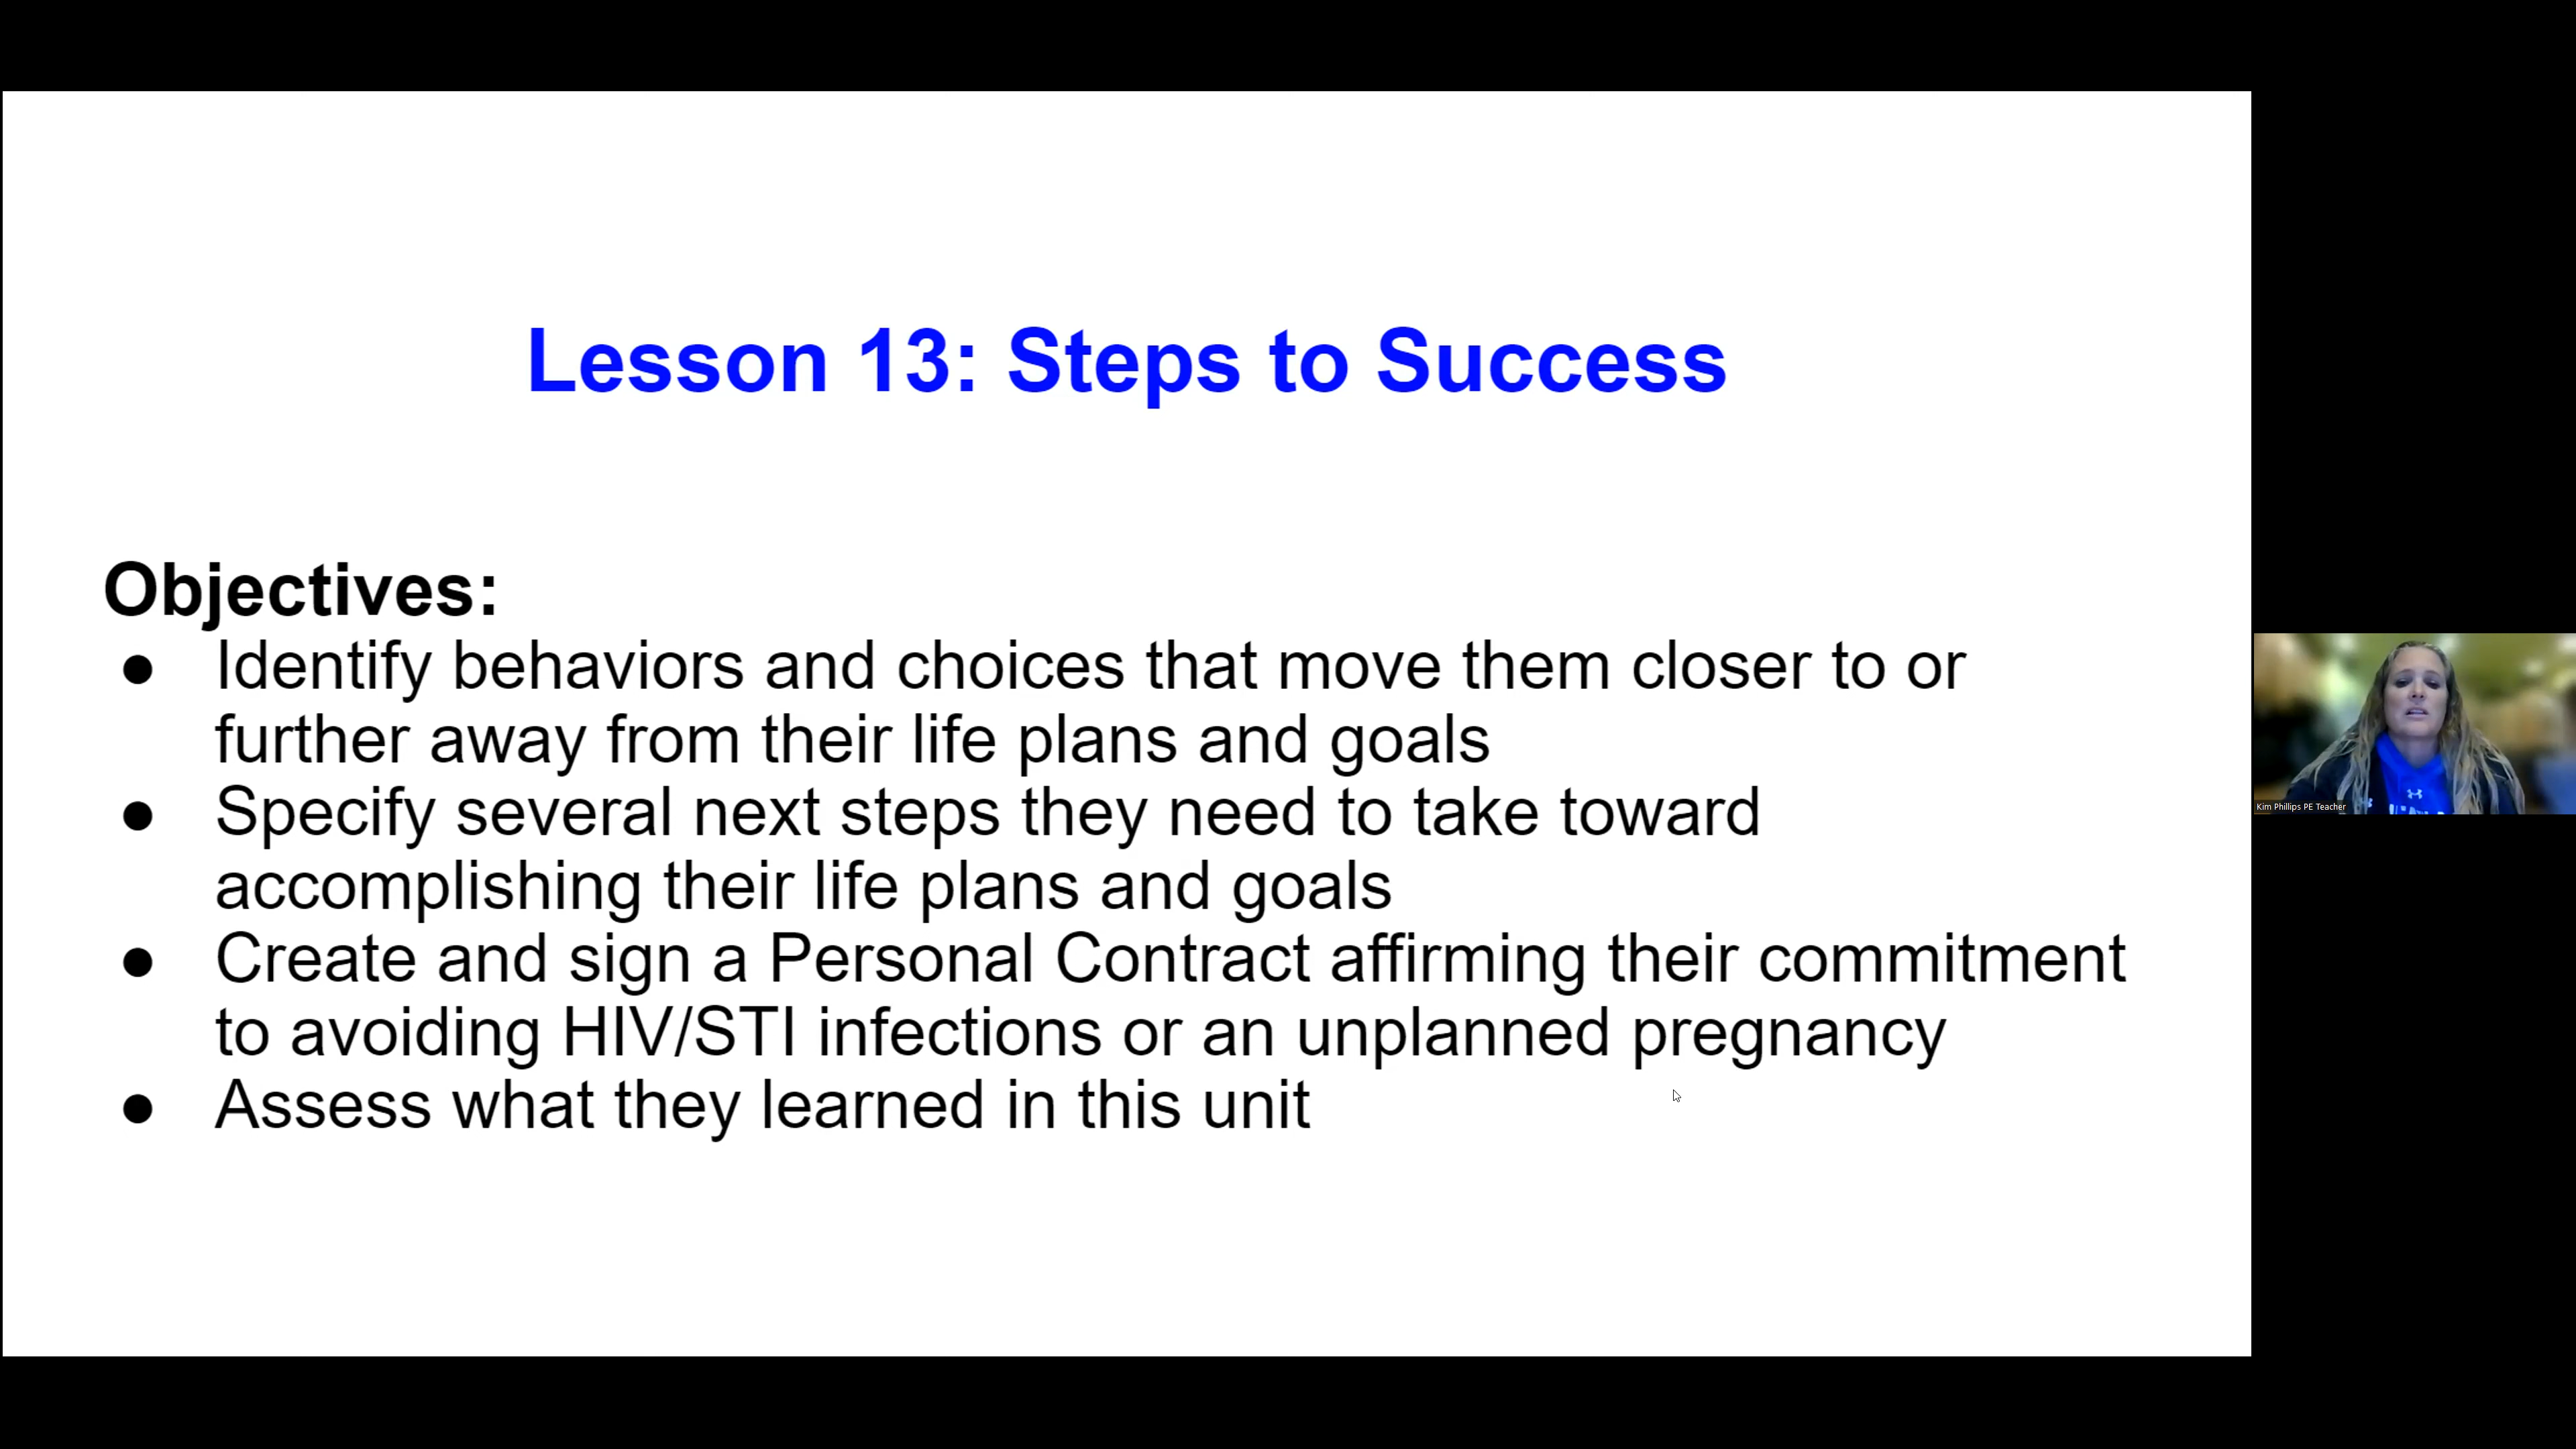 Lesson 13: Steps to Success
Objectives:
● Identify behaviors and choices that move them closer to or
further away from their life plans and goals
● Specify several next steps they need to take toward
accomplishing their life plans and goals
● Create and sign a Personal Contract affirming their commitment
to avoiding HIV/STI infections or an unplanned pregnancy
● Assess what they learned in this unit
Kim Phillips PE Teacher